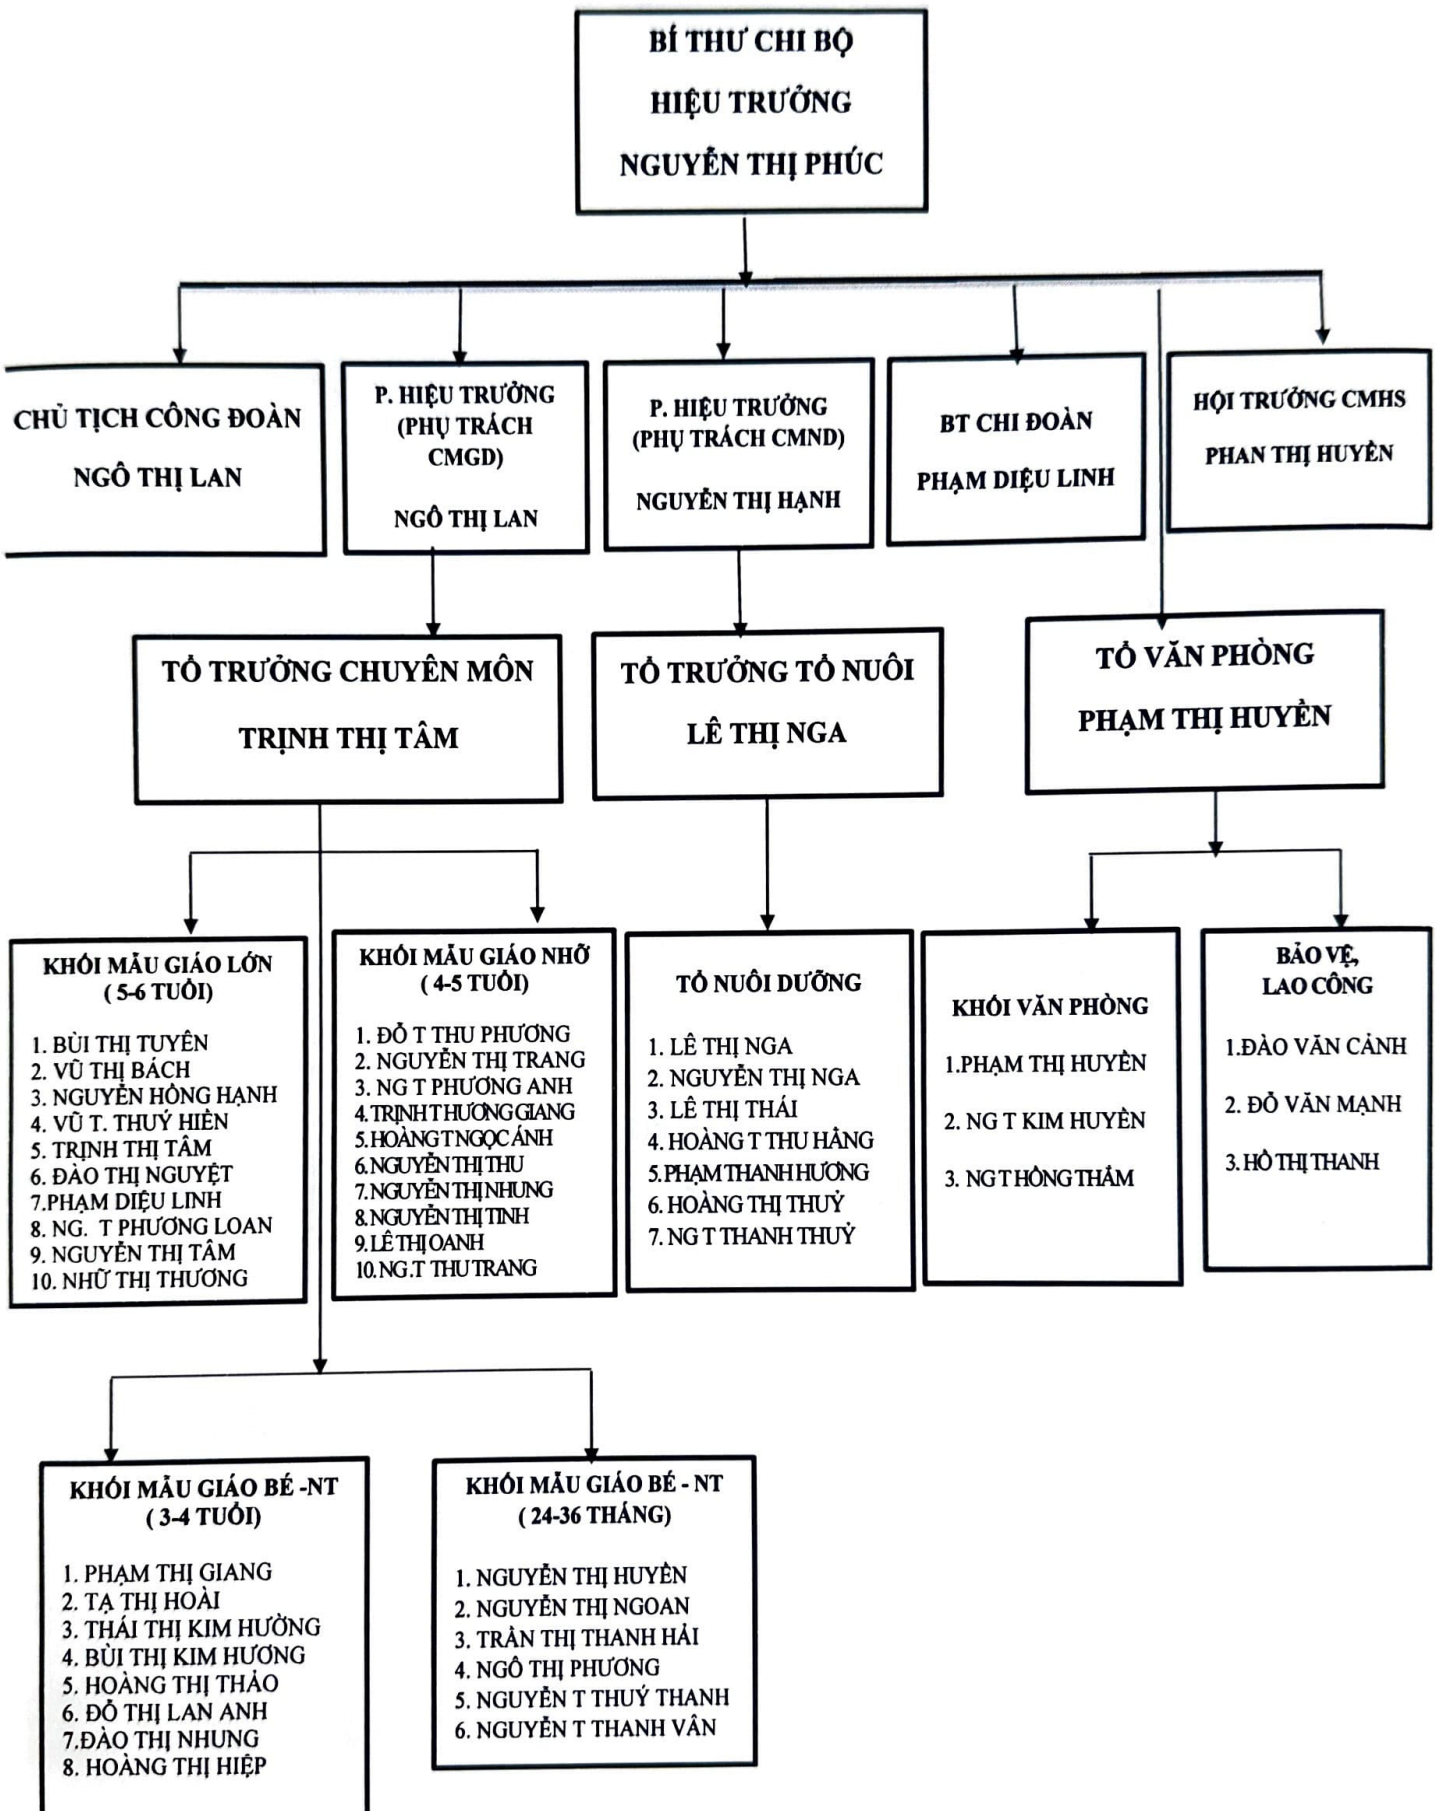 BÍ THƯ CHI BỘ
HIỆU TRƯỞNG
NGUYỄN THỊ PHÚC
CHỦ TỊCH CÔNG ĐOÀN
NGÔ THỊ LAN
P. HIỆU TRƯỞNG
(PHỤ TRÁCH
CMGD)
NGÔ THỊ LAN
P. HIỆU TRƯỞNG
(PHỤ TRÁCH CMND)
NGUYỄN THỊ HẠNH
BT CHI ĐOÀN
PHẠM DIỆU LINH
HỘI TRƯỞNG CMHS
PHAN THỊ HUYỀN
TỔ TRƯỞNG CHUYÊN MÔN
TRỊNH THỊ TÂM
TỔ TRƯỞNG TỔ NUÔI
LÊ THỊ NGA
TỔ VĂN PHÒNG
PHẠM THỊ HUYỀN
KHỐI MẪU GIÁO LỚN
( 5-6 TUỔI)
1. BÙI THỊ TUYÊN
2. VŨ THỊ BÁCH
3. NGUYỄN HỒNG HẠNH
4. VŨ T. THUÝ HIỀN
5. TRỊNH THỊ TÂM
6. ĐÀO THỊ NGUYỆT
7.PHẠM DIỆU LINH
8. NG. T PHƯƠNG LOAN
9. NGUYỄN THỊ TÂM
10. NHỮ THỊ THƯƠNG
KHỐI MẪU GIÁO NHỠ
( 4-5 TUỔI)
1. ĐỖ T THU PHƯƠNG
2. NGUYỄN THỊ TRANG
3. NG T PHƯƠNG ANH
4.TRỊNH T HƯƠNG GIANG
5.HOÀNG T NGỌC ÁNH
6.NGUYỄN THỊ THU
7.NGUYỄN THỊ NHUNG
8.NGUYỄN THỊ TINH
9.LÊ THỊ OANH
10.NG.T THU TRANG
TỔ NUÔI DƯỠNG
1. LÊ THỊ NGA
2. NGUYỄN THỊ NGA
3. LÊ THỊ THÁI
4. HOÀNG T THU HẰNG
5.PHẠM THANH HƯƠNG
6. HOÀNG THỊ THUỶ
7. NG T THANH THUỶ
KHỐI VĂN PHÒNG
1.PHẠM THỊ HUYỀN
2. NG T KIM HUYỀN
3. NG T HỒNG THẮM
BẢO VỆ,
LAO CÔNG
1.ĐÀO VĂN CẢNH
2. ĐỖ VĂN MẠNH
3.HỒ THỊ THANH
KHỐI MẪU GIÁO BÉ -NT
( 3-4 TUỔI)
1. PHẠM THỊ GIANG
2. TẠ THỊ HOÀI
3. THÁI THỊ KIM HƯỜNG
4. BÙI THỊ KIM HƯƠNG
5. HOÀNG THỊ THẢO
6. ĐỖ THỊ LAN ANH
7.ĐÀO THỊ NHUNG
8. HOÀNG THỊ HIỆP
KHỐI MẪU GIÁO BÉ - NT
( 24-36 THÁNG)
1. NGUYỄN THỊ HUYỀN
2. NGUYỄN THỊ NGOAN
3. TRẦN THỊ THANH HẢI
4. NGÔ THỊ PHƯƠNG
5. NGUYỄN T THUÝ THANH
6. NGUYỄN T THANH VÂN